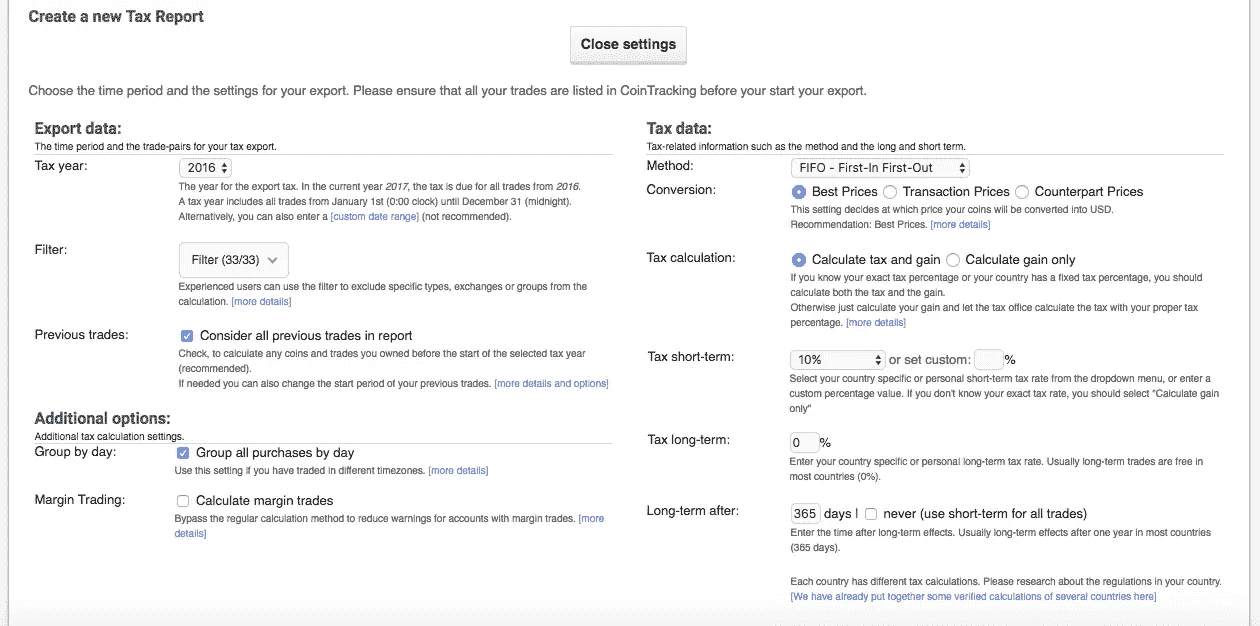 Create a new Tax Report
Close settings
Choose the time period and the settings for your export. Please ensure that all your trades are listed in CoinTracking before your start your export.
Export data:
The time period and the trade-pairs for your tax export.
Tax year:
2016
The year for the export tax. In the current year 2017, the tax is due for all trades from 2016.
A tax year includes all trades from January 1st (0:00 clock) until December 31 (midnight).
Alternatively, you can also enter a [custom date range] (not recommended).
Filter:
Filter (33/33)
Experienced users can use the filter to exclude specific types, exchanges or groups from the
calculation. [more details]
Previous trades:
Consider all previous trades in report
Check, to calculate any coins and trades you owned before the start of the selected tax year
(recommended).
If needed you can also change the start period of your previous trades. [more details and options]
Additional options:
Additional tax calculation settings.
Group by day:
Group all purchases by day
Use this setting if you have traded in different timezones. [more details]
Margin Trading:
Calculate margin trades
Bypass the regular calculation method to reduce warnings for accounts with margin trades. [more
details]
Tax data:
Tax-related information such as the method and the long and short term.
Method:
FIFO - First-In First-Out
Conversion:
Best Prices Transaction Prices Counterpart Prices
This setting decides at which price your coins will be converted into USD.
Recommendation: Best Prices. [more details]
Tax calculation:
Calculate tax and gain Calculate gain only
If you know your exact tax percentage or your country has a fixed tax percentage, you should
calculate both the tax and the gain.
Otherwise just calculate your gain and let the tax office calculate the tax with your proper tax
percentage. [more details]
Tax short-term:
10% or set custom: %
Select your country specific or personal short-term tax rate from the dropdown menu, or enter a
custom percentage value. If you don't know your exact tax rate, you should select "Calculate gain
only"
Tax long-term:
0 %
Enter your country specific or personal long-term tax rate. Usually long-term trades are free in
most countries (0%).
Long-term after:
365 days | never (use short-term for all trades)
Enter the time after long-term effects. Usually long-term effects after one year in most countries
(365 days).
Each country has different tax calculations. Please research about the regulations in your country.
[We have already put together some verified calculations of several countries here]